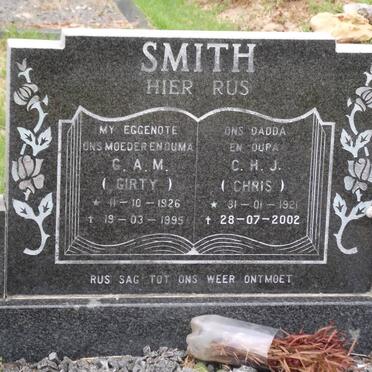 SMITH
HIER RUS
MY EGGENOTE
ONS MOEDER EN OUMA
G. A. M.
( GIRTY )
* 11-10-1926
✝ 19-03-1995
ONS DADDA
EN OUPA
C. H. J.
( CHRIS )
* 31-01-1921
✝ 28-07-2002
RUS SAG TOT ONS WEER ONTMOET